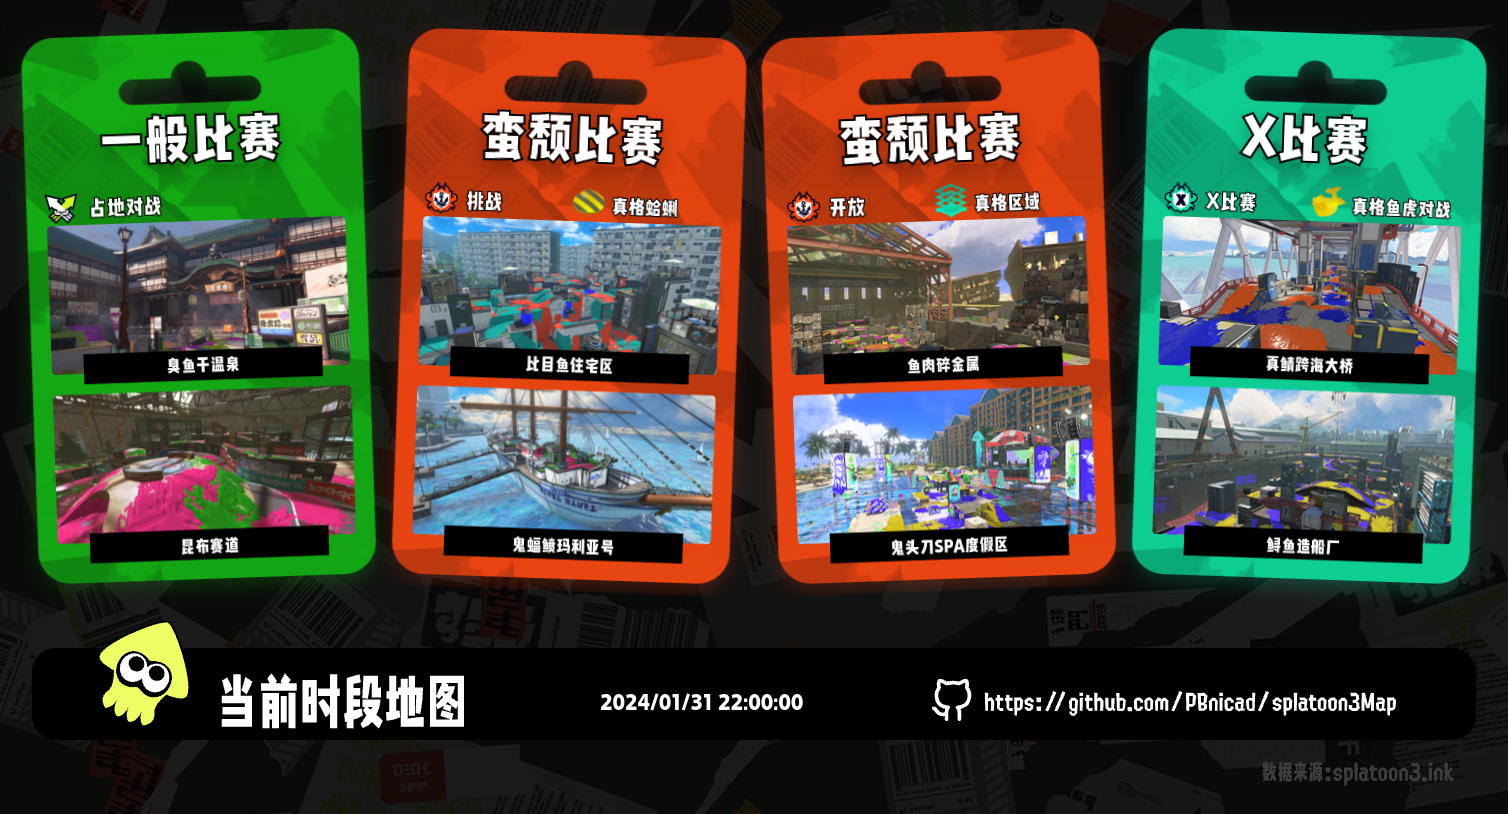 一般比赛
占地对战
臭鱼干温泉
昆布赛道
蛮颓比赛
挑战
真格蛤蜊
比目鱼住宅区
鬼蝠鲼玛利亚号
蛮颓比赛
开放
真格区域
鱼肉碎金属
鬼头刀SPA度假区
X比赛
X比赛
真格鱼虎对战
真鲭跨海大桥
鲟鱼造船厂
当前时段地图
2024/01/31 22:00:00
https://github.com/PBnicad/splatoon3Map
数据来源:splatoon3.ink